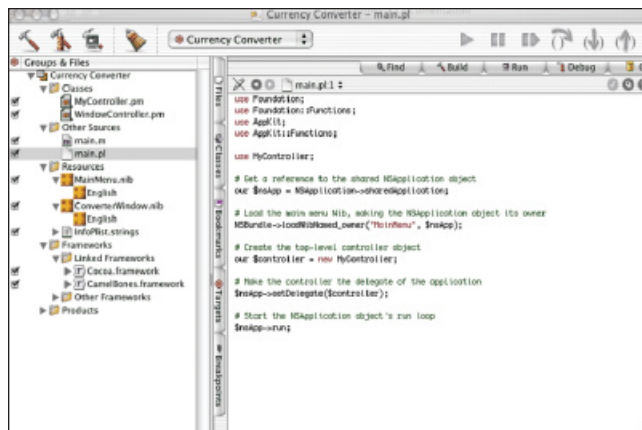 Currency Converter – main.pl
Currency Converter
Groups & Files
Find
Build
Run
Debug
Currency Converter
Classes
MyController.pm
WindowController.pm
Other Sources
main.m
main.pl
Resources
MainMenu.nib
English
ConverterWindow.nib
English
InfoPlist.strings
Frameworks
Linked Frameworks
Cocoa.framework
CamelBones.framework
Other Frameworks
Products
Files
Classes
Bookmarks
Targets
Breakpoints
main.pl:1
use Foundation;
use Foundation::Functions;
use AppKit;
use AppKit::Functions;
use MyController;
# Get a reference to the shared NSApplication object
our $nsApp = NSApplication->sharedApplication;
# Load the main menu Nib, making the NSApplication object its owner
NSBundle->loadNibNamed_owner("MainMenu", $nsApp);
# Create the top-level controller object
our $controller = new MyController;
# Make the controller the delegate of the application
$nsApp->setDelegate($controller);
# Start the NSApplication object's run loop
$nsApp->run;